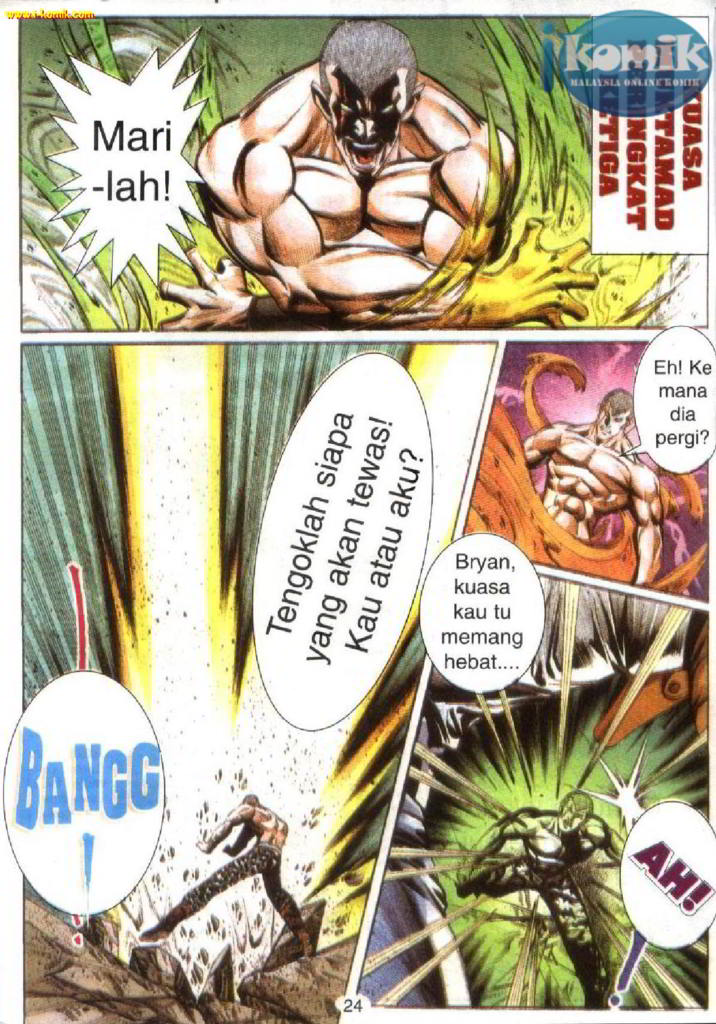 www.i-komik.com
ikomik
MALAYSIA ONLINE KOMIK
Mari
-lah!
KUASA
TAMAD
NGKAT
TIGA
Tengoklah siapa
yang akan tewas!
Kau atau aku?
Eh! Ke
mana
dia
pergi?
Bryan,
kuasa
kau tu
memang
hebat....
BANGG
!
AH!
!
24